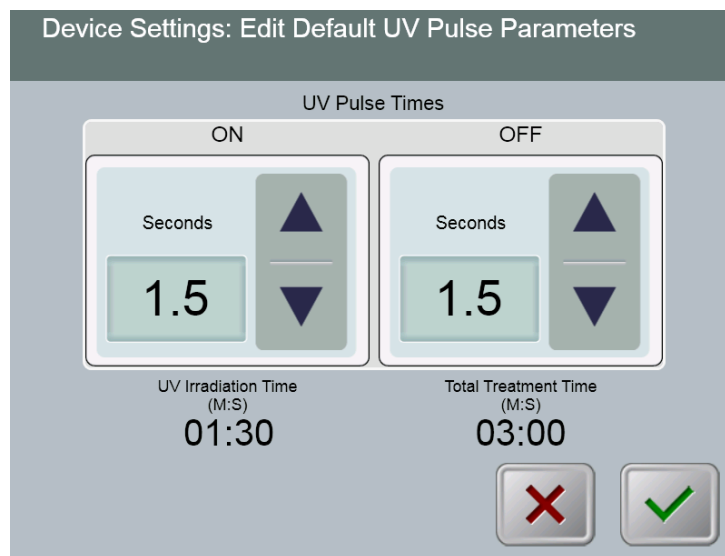 Device Settings: Edit Default UV Pulse Parameters
UV Pulse Times
ON OFF
Seconds Seconds
1.5 1.5
UV Irradiation Time Total Treatment Time
(M:S) (M:S)
01:30 03:00